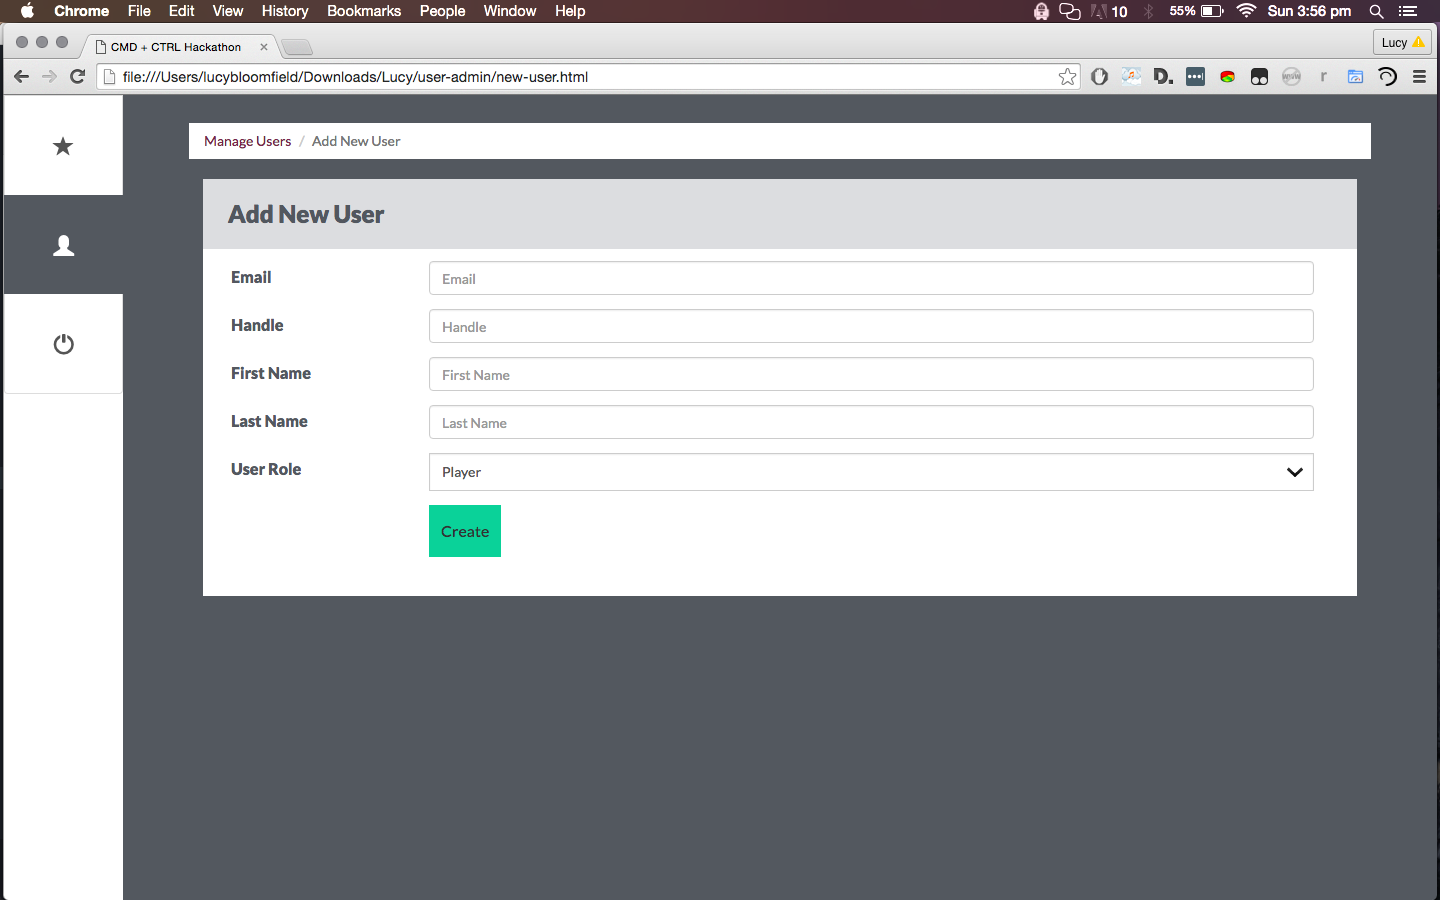 Chrome File Edit View History Bookmarks People Window Help 10 55% Sun 3:56 pm
CMD + CTRL Hackathon Lucy
file:///Users/lucybloomfield/Downloads/Lucy/user-admin/new-user.html D. r
Manage Users / Add New User
Add New User
Email Email
Handle Handle
First Name First Name
Last Name Last Name
User Role Player
Create